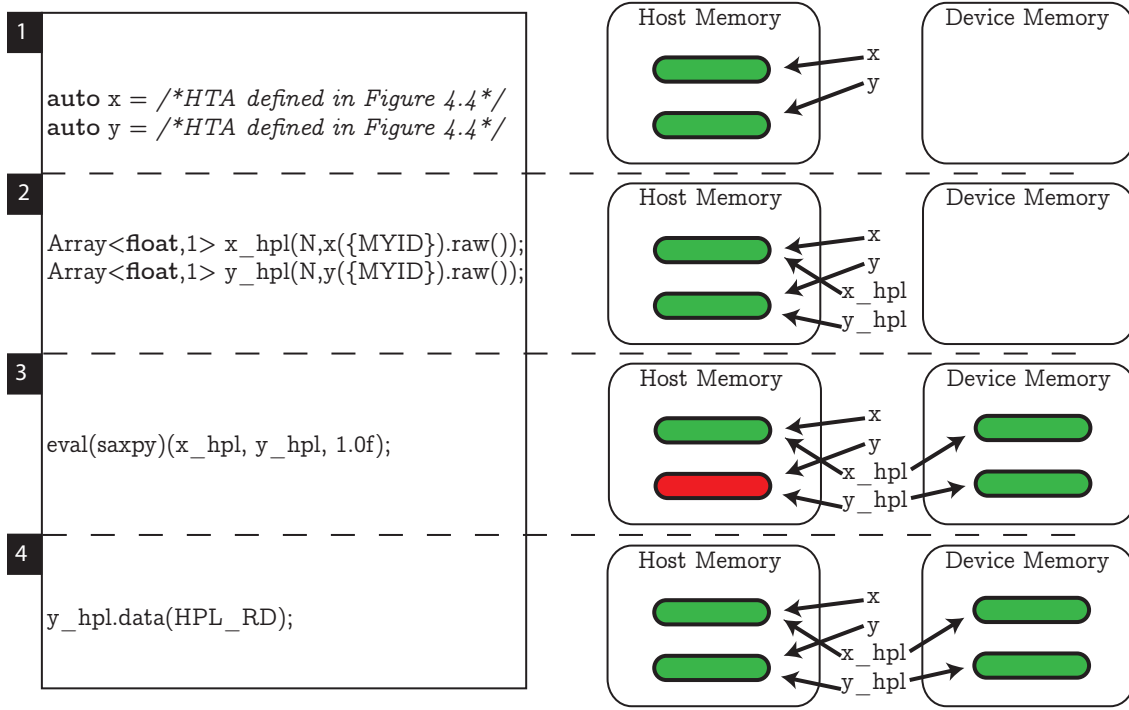 1
auto x = /*HTA defined in Figure 4.4*/
auto y = /*HTA defined in Figure 4.4*/
Host Memory
x
y
Device Memory
2
Array<float,1> x_hpl(N,x({MYID}).raw());
Array<float,1> y_hpl(N,y({MYID}).raw());
Host Memory
x
y
x_hpl
y_hpl
Device Memory
3
eval(saxpy)(x_hpl, y_hpl, 1.0f);
Host Memory
x
y
x_hpl
y_hpl
Device Memory
4
y_hpl.data(HPL_RD);
Host Memory
x
y
x_hpl
y_hpl
Device Memory